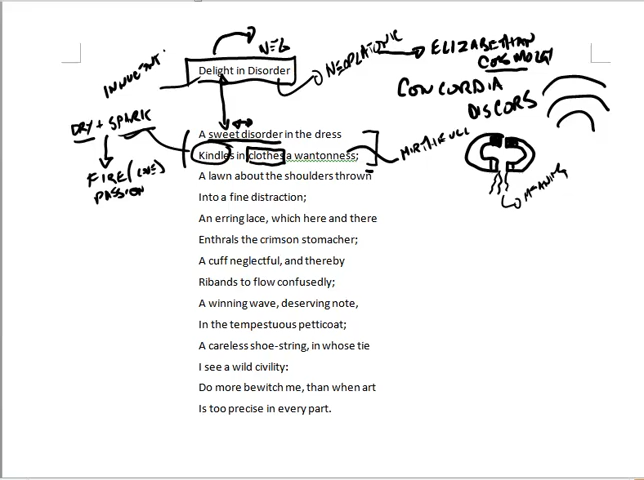 NEG
NEOPLATONIC
ELIZABETHAN
COSMOLOGY
CONCORDIA
DISCORS
INNOCENT
DRY + SPARK
FIRE (LOVE)
PASSION
MIRTHFULL
MEANING
Delight in Disorder
A sweet disorder in the dress
Kindles in clothes a wantonness;
A lawn about the shoulders thrown
Into a fine distraction;
An erring lace, which here and there
Enthrals the crimson stomacher;
A cuff neglectful, and thereby
Ribands to flow confusedly;
A winning wave, deserving note,
In the tempestuous petticoat;
A careless shoe-string, in whose tie
I see a wild civility:
Do more bewitch me, than when art
Is too precise in every part.